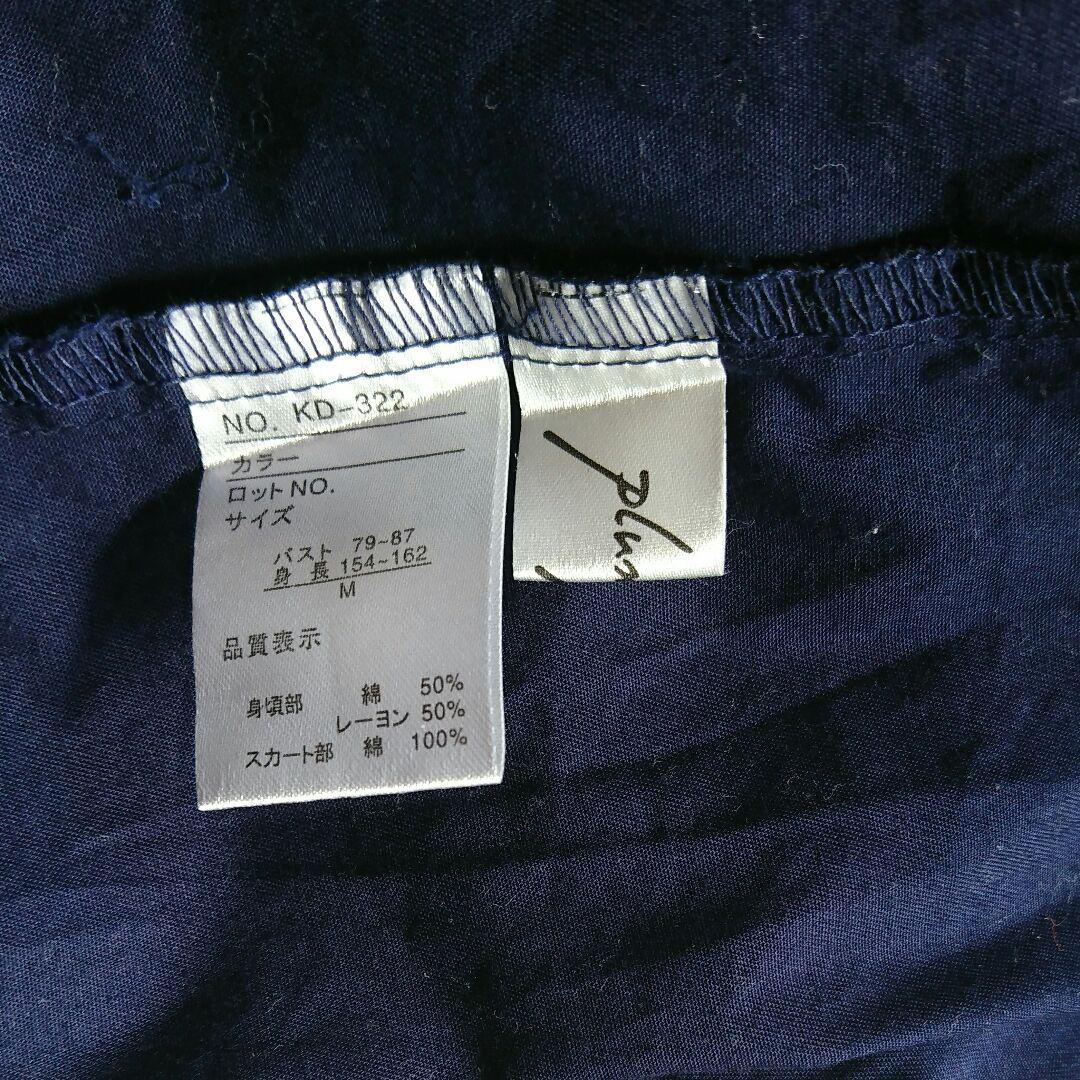 NO. KD-322
カラー
ロットNO.
サイズ
バスト 79~87
身長 154~162
M
品質表示
身頃部 綿 50%
レーヨン 50%
スカート部 綿 100%